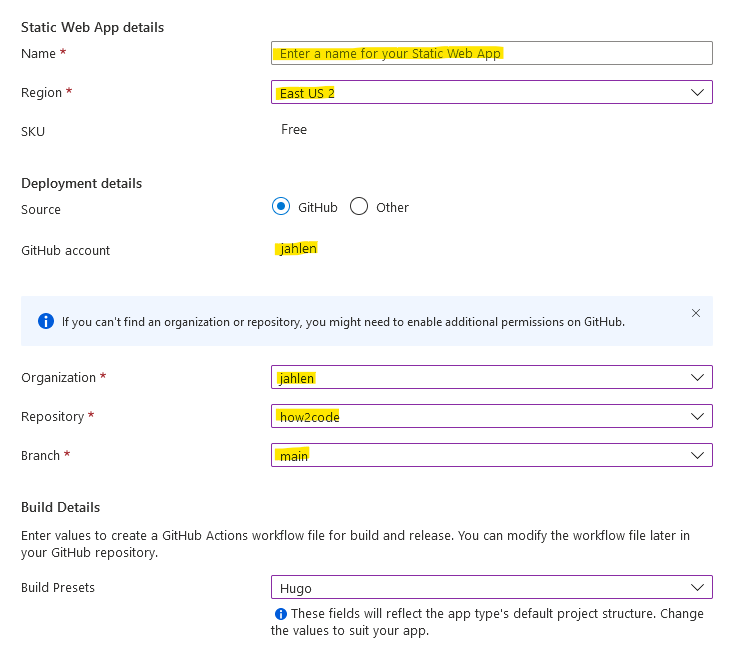 Static Web App details
Name *
Enter a name for your Static Web App
Region *
East US 2
SKU
Free
Deployment details
Source
GitHub
Other
GitHub account
jahlen
If you can't find an organization or repository, you might need to enable additional permissions on GitHub.
Organization *
jahlen
Repository *
how2code
Branch *
main
Build Details
Enter values to create a GitHub Actions workflow file for build and release. You can modify the workflow file later in
your GitHub repository.
Build Presets
Hugo
These fields will reflect the app type's default project structure. Change
the values to suit your app.